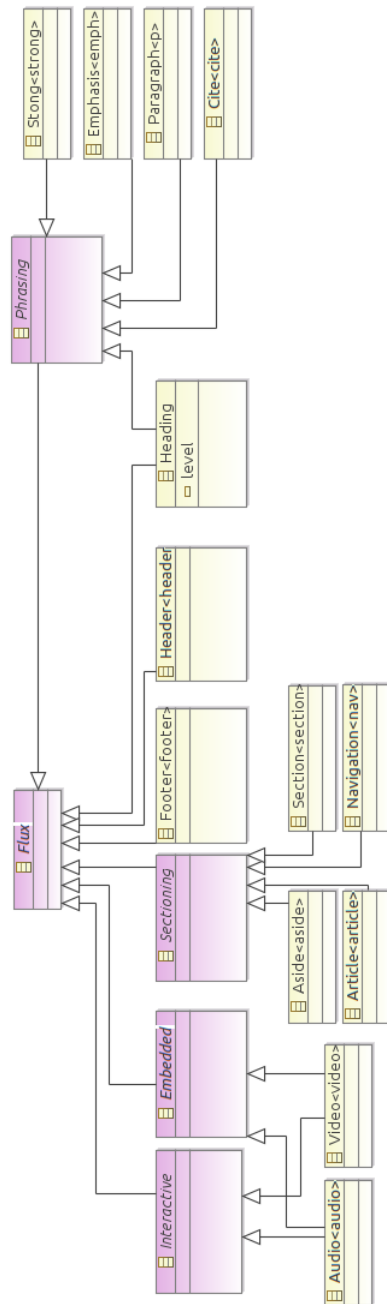 Flux
Phrasing
Stong<strong>
Emphasis<emph>
Paragraph<p>
Cite<cite>
Interactive
Embedded
Sectioning
Footer<footer>
Header<header
Heading
level
Audio<audio>
Video<video>
Aside<aside>
Article<article>
Section<section>
Navigation<nav>